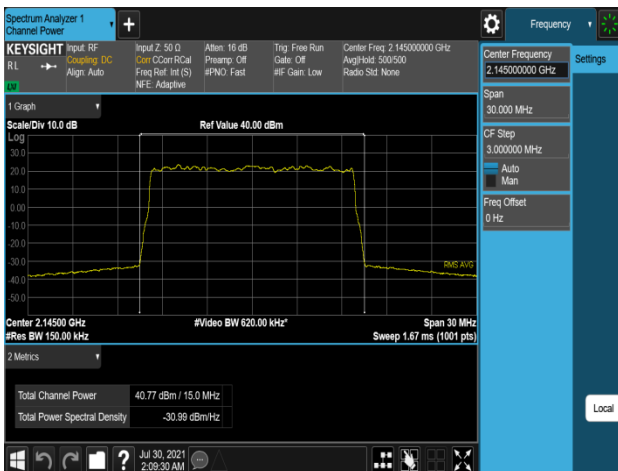 Spectrum Analyzer 1
Channel Power
Frequency
KEYSIGHT
RL
Input: RF
Coupling: DC
Align: Auto
Input Z: 50 Ω
Corr CCorr RCal
Freq Ref: Int (S)
NFE: Adaptive
Atten: 16 dB
Preamp: Off
#PNO: Fast
Trig: Free Run
Gate: Off
#IF Gain: Low
Center Freq: 2.145000000 GHz
Avg|Hold: 500/500
Radio Std: None
Center Frequency
2.145000000 GHz
Settings
Span
30.000 MHz
CF Step
3.000000 MHz
Auto
Man
Freq Offset
0 Hz
Local
1 Graph
Scale/Div 10.0 dB
Ref Value 40.00 dBm
Log
30.0
20.0
10.0
0.00
-10.0
-20.0
-30.0
-40.0
-50.0
RMS AVG
Center 2.14500 GHz
#Video BW 620.00 kHz*
Span 30 MHz
#Res BW 150.00 kHz
Sweep 1.67 ms (1001 pts)
2 Metrics
Total Channel Power 40.77 dBm / 15.0 MHz
Total Power Spectral Density -30.99 dBm/Hz
?
Jul 30, 2021
2:09:30 AM